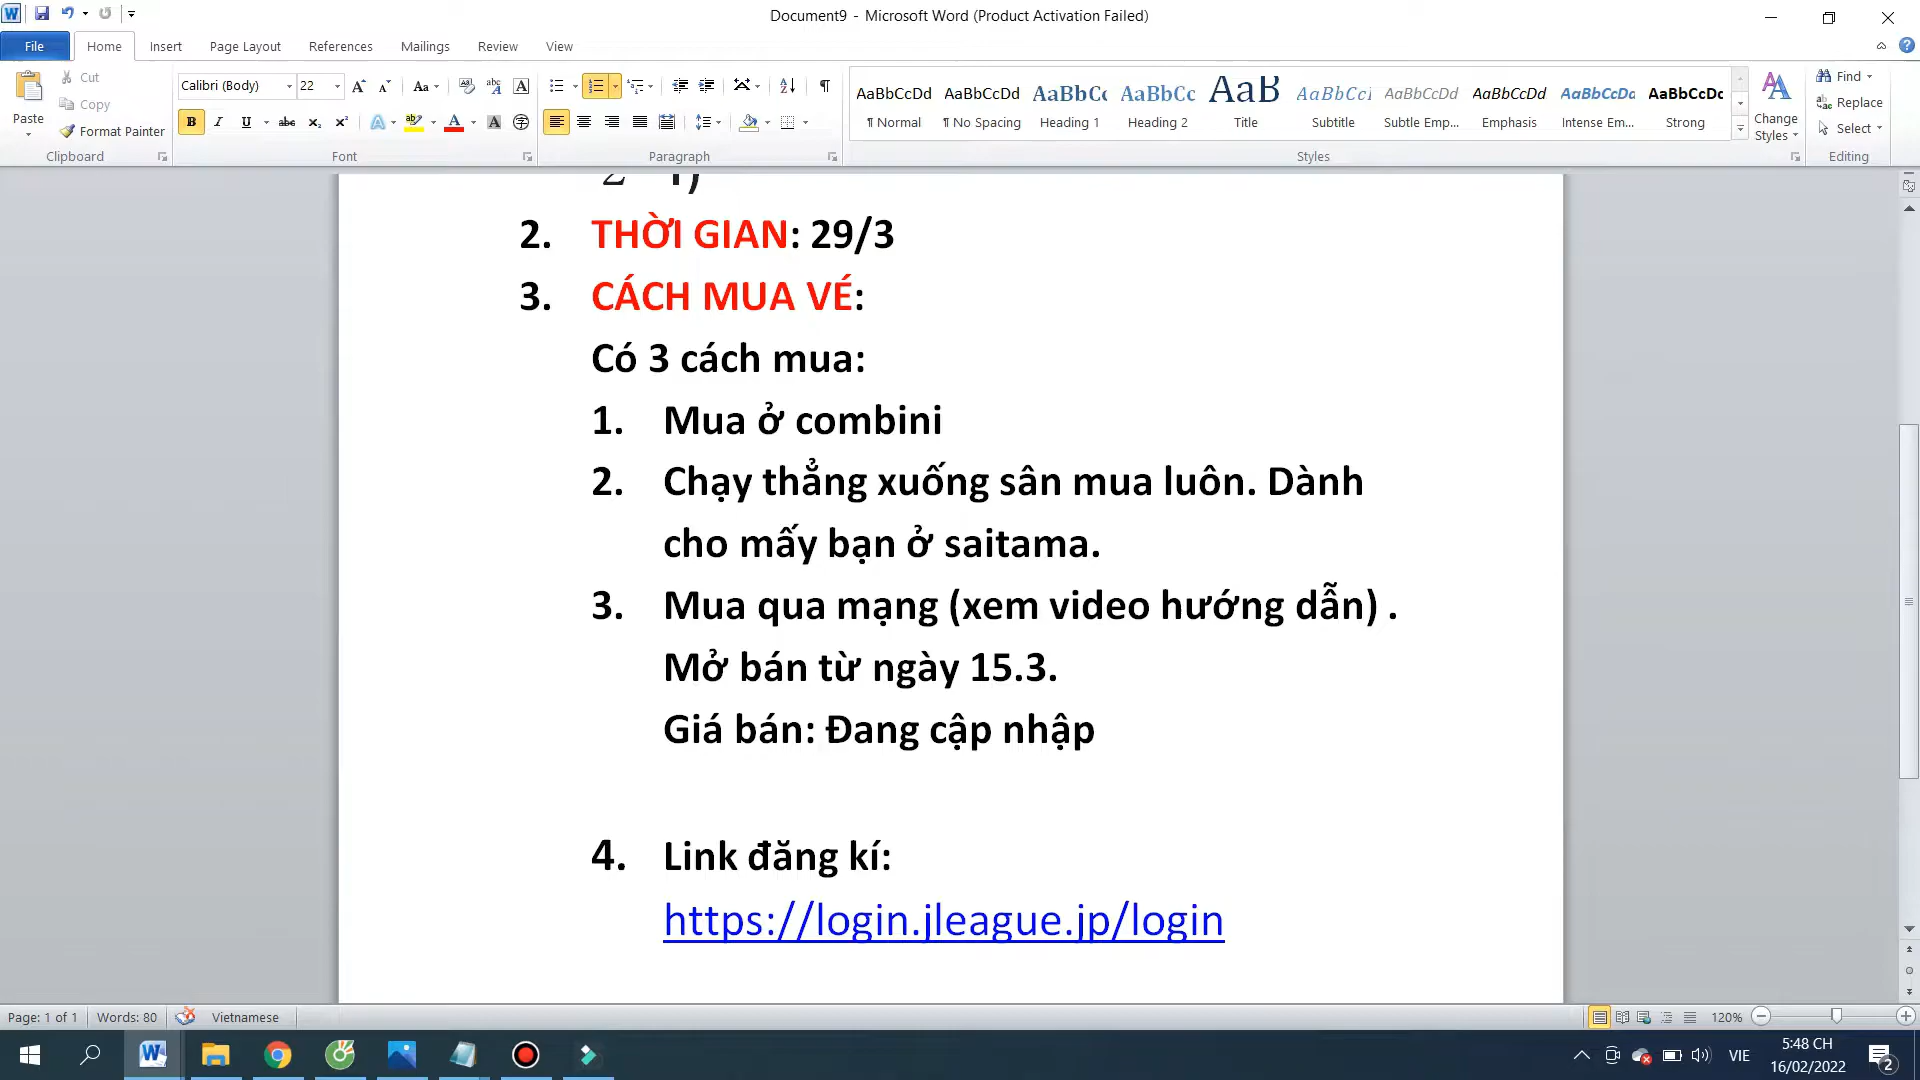 Document9 - Microsoft Word (Product Activation Failed)
File Home Insert Page Layout References Mailings Review View
Cut
Copy
Format Painter
Paste
Clipboard
Calibri (Body) 22
Font
Paragraph
AaBbCcDd AaBbCcDd AaBbCc AaBbCc AaB AaBbCcI AaBbCcDd AaBbCcDd AaBbCcDc AaBbCcDc
¶ Normal ¶ No Spacing Heading 1 Heading 2 Title Subtitle Subtle Emp... Emphasis Intense Em... Strong
Styles
Change Styles
Find
Replace
Select
Editing
2. THỜI GIAN: 29/3
3. CÁCH MUA VÉ:
Có 3 cách mua:
1. Mua ở combini
2. Chạy thẳng xuống sân mua luôn. Dành
cho mấy bạn ở saitama.
3. Mua qua mạng (xem video hướng dẫn) .
Mở bán từ ngày 15.3.
Giá bán: Đang cập nhập
4. Link đăng kí:
https://login.jleague.jp/login
Page: 1 of 1 Words: 80 Vietnamese 120%
VIE
5:48 CH
16/02/2022
2